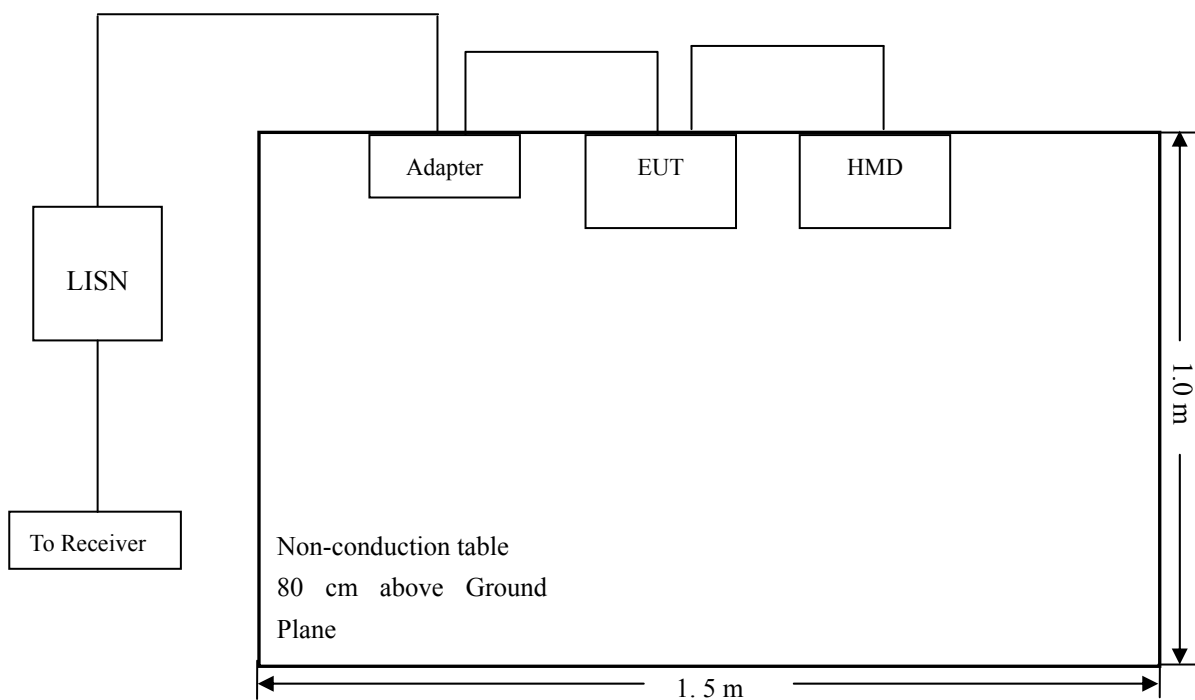 Adapter
EUT
HMD
LISN
1.0 m
To Receiver
Non-conduction table
80 cm above Ground
Plane
1. 5 m